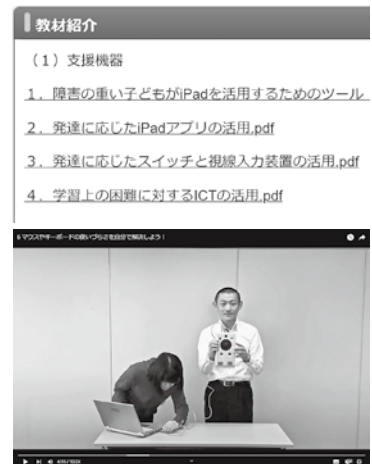 教材紹介
（１）支援機器
１．障害の重い子どもがiPadを活用するためのツール
２．発達に応じたiPadアプリの活用.pdf
３．発達に応じたスイッチと視線入力装置の活用.pdf
４．学習上の困難に対するICTの活用.pdf
6 マウスやキーボードの使いづらさを自分で解決しよう！